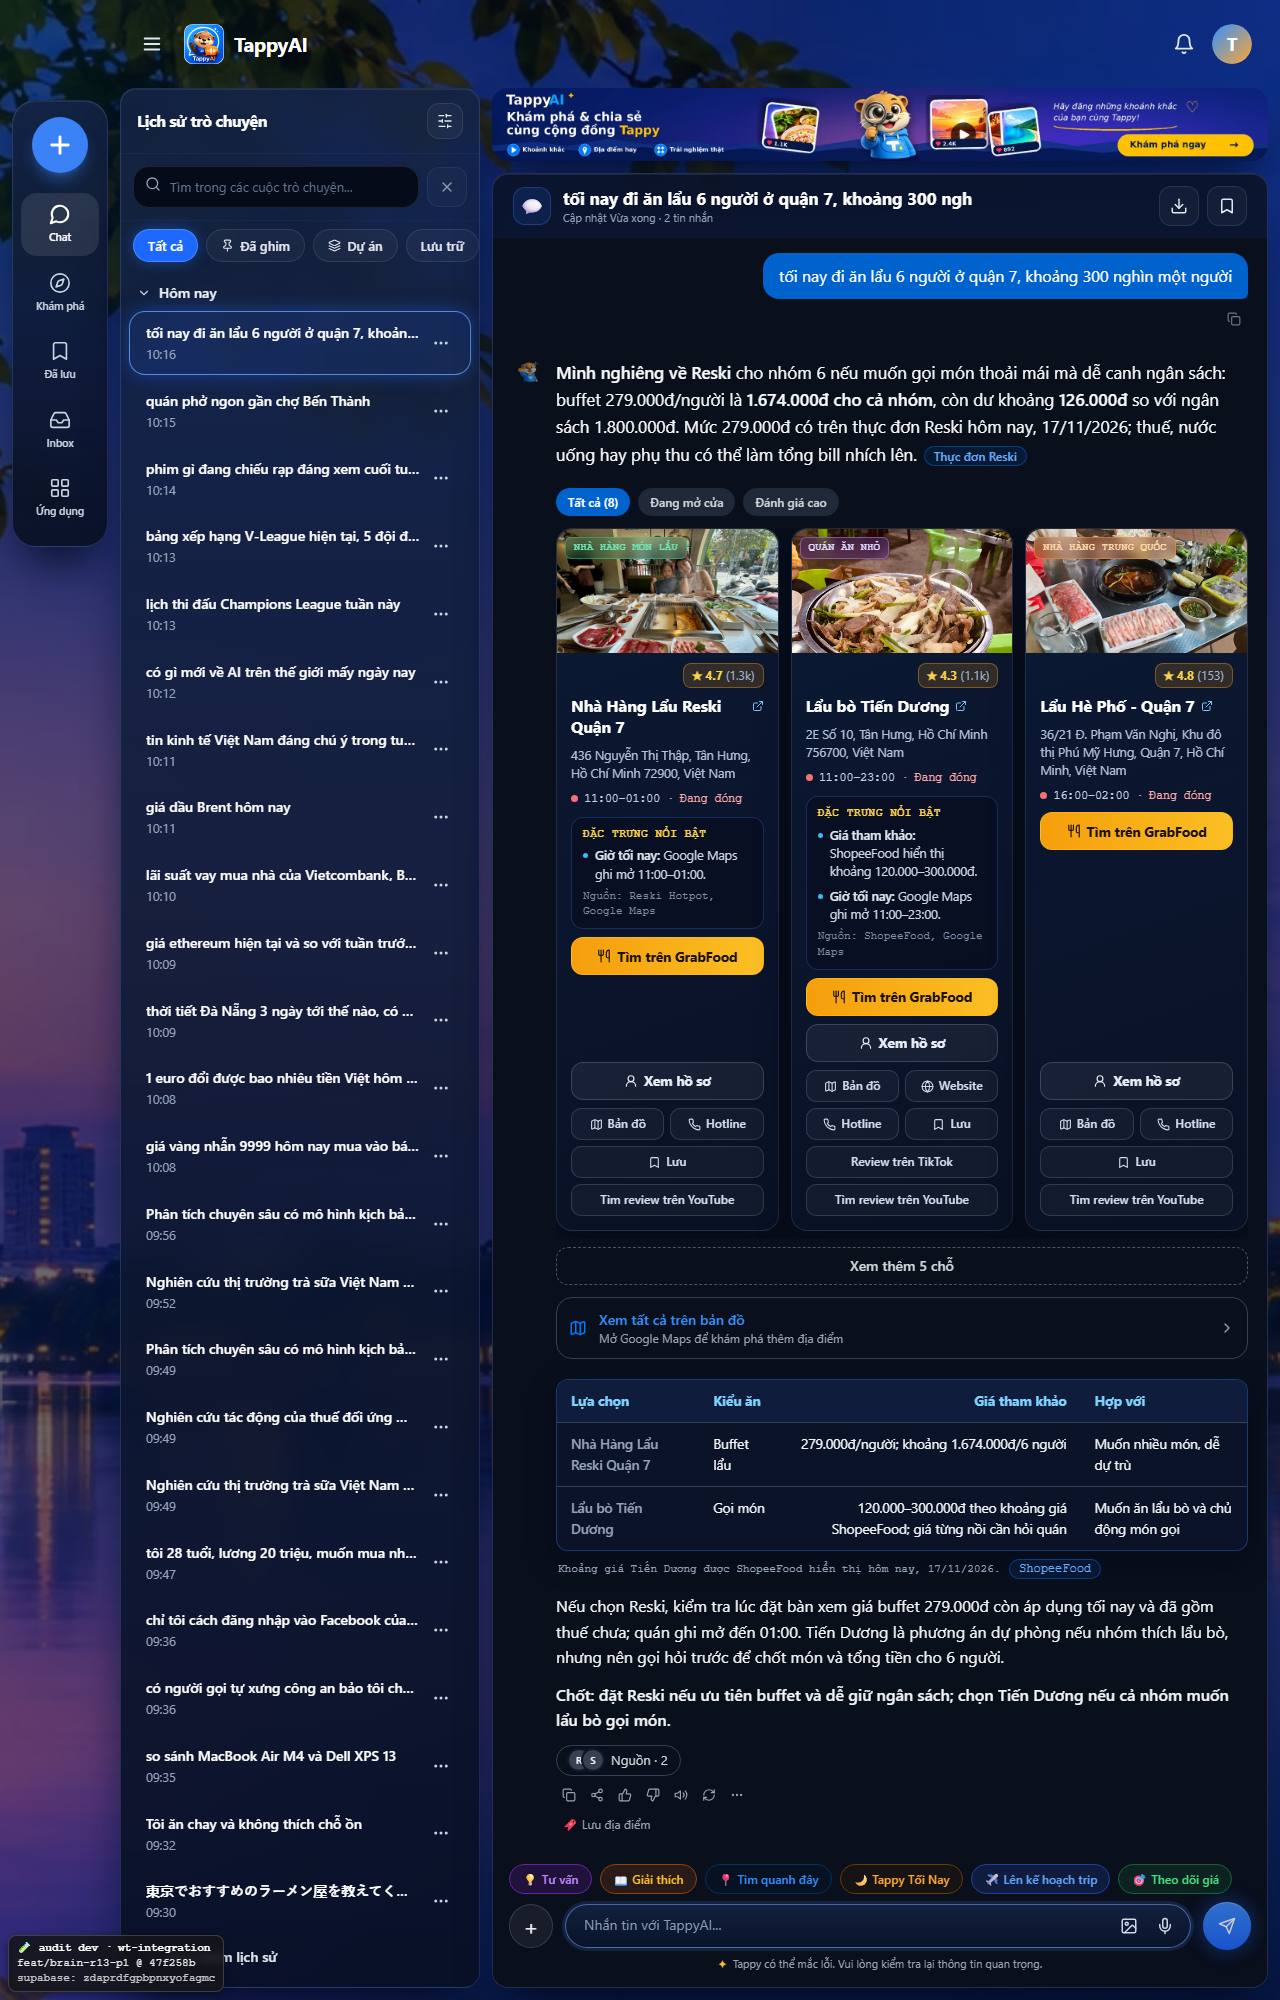 TappyAI
T
Chat
Khám phá
Đã lưu
Inbox
Ứng dụng
Lịch sử trò chuyện
Tìm trong các cuộc trò chuyện...
Tất cả
Đã ghim
Dự án
Lưu trữ
Hôm nay
tối nay đi ăn lẩu 6 người ở quận 7, khoản...
10:16
quán phở ngon gần chợ Bến Thành
10:15
phim gì đang chiếu rạp đáng xem cuối tu...
10:14
bảng xếp hạng V-League hiện tại, 5 đội đ...
10:13
lịch thi đấu Champions League tuần này
10:13
có gì mới về AI trên thế giới mấy ngày nay
10:12
tin kinh tế Việt Nam đáng chú ý trong tu...
10:11
giá dầu Brent hôm nay
10:11
lãi suất vay mua nhà của Vietcombank, B...
10:10
giá ethereum hiện tại và so với tuần trướ...
10:09
thời tiết Đà Nẵng 3 ngày tới thế nào, có ...
10:09
1 euro đổi được bao nhiêu tiền Việt hôm ...
10:08
giá vàng nhẫn 9999 hôm nay mua vào bá...
10:08
Phân tích chuyên sâu có mô hình kịch bả...
09:56
Nghiên cứu thị trường trà sữa Việt Nam ...
09:52
Phân tích chuyên sâu có mô hình kịch bả...
09:49
Nghiên cứu tác động của thuế đối ứng ...
09:49
Nghiên cứu thị trường trà sữa Việt Nam ...
09:49
tôi 28 tuổi, lương 20 triệu, muốn mua nh...
09:47
chỉ tôi cách đăng nhập vào Facebook của...
09:36
có người gọi tự xưng công an bảo tôi ch...
09:36
so sánh MacBook Air M4 và Dell XPS 13
09:35
Tôi ăn chay và không thích chỗ ồn
09:32
東京でおすすめのラーメン屋を教えてく...
09:30
m lịch sử
audit dev · wt-integration
feat/brain-r13-p1 @ 47f258b
supabase: zdaprdfgpbpnxyofagmc
TappyAI
Khám phá & chia sẻ
cùng cộng đồng Tappy
Khoảnh khắc
Địa điểm hay
Trải nghiệm thật
2.4K
892
Hãy đăng những khoảnh khắc
của bạn cùng Tappy!
Khám phá ngay →
tối nay đi ăn lẩu 6 người ở quận 7, khoảng 300 ngh
Cập nhật Vừa xong · 2 tin nhắn
tối nay đi ăn lẩu 6 người ở quận 7, khoảng 300 nghìn một người
Mình nghiêng về Reski cho nhóm 6 nếu muốn gọi món thoải mái mà dễ canh ngân sách:
buffet 279.000đ/người là 1.674.000đ cho cả nhóm, còn dư khoảng 126.000đ so với ngân
sách 1.800.000đ. Mức 279.000đ có trên thực đơn Reski hôm nay, 17/11/2026; thuế, nước
uống hay phụ thu có thể làm tổng bill nhích lên. Thực đơn Reski
Tất cả (8)
Đang mở cửa
Đánh giá cao
NHÀ HÀNG MÓN LẨU
4.7 (1.3k)
Nhà Hàng Lẩu Reski
Quận 7
436 Nguyễn Thị Thập, Tân Hưng,
Hồ Chí Minh 72900, Việt Nam
11:00–01:00 · Đang đóng
ĐẶC TRƯNG NỔI BẬT
Giờ tối nay: Google Maps
ghi mở 11:00–01:00.
Nguồn: Reski Hotpot,
Google Maps
Tìm trên GrabFood
Xem hồ sơ
Bản đồ
Hotline
Lưu
Tìm review trên YouTube
QUÁN ĂN NHỎ
4.3 (1.1k)
Lẩu bò Tiến Dương
2E Số 10, Tân Hưng, Hồ Chí Minh
756700, Việt Nam
11:00–23:00 · Đang đóng
ĐẶC TRƯNG NỔI BẬT
Giá tham khảo:
ShopeeFood hiển thị
khoảng 120.000–300.000đ.
Giờ tối nay: Google Maps
ghi mở 11:00–23:00.
Nguồn: ShopeeFood, Google
Maps
Tìm trên GrabFood
Xem hồ sơ
Bản đồ
Website
Hotline
Lưu
Review trên TikTok
Tìm review trên YouTube
NHÀ HÀNG TRUNG QUỐC
4.8 (153)
Lẩu Hè Phố - Quận 7
36/21 Đ. Phạm Văn Nghị, Khu đô
thị Phú Mỹ Hưng, Quận 7, Hồ Chí
Minh, Việt Nam
16:00–02:00 · Đang đóng
Tìm trên GrabFood
Xem hồ sơ
Bản đồ
Hotline
Lưu
Tìm review trên YouTube
Xem thêm 5 chỗ
Xem tất cả trên bản đồ
Mở Google Maps để khám phá thêm địa điểm
Lựa chọn Kiểu ăn Giá tham khảo Hợp với
Nhà Hàng Lẩu Reski Quận 7 Buffet lẩu 279.000đ/người; khoảng 1.674.000đ/6 người Muốn nhiều món, dễ dự trù
Lẩu bò Tiến Dương Gọi món 120.000–300.000đ theo khoảng giá ShopeeFood; giá từng nồi cần hỏi quán Muốn ăn lẩu bò và chủ động món gọi
Khoảng giá Tiến Dương được ShopeeFood hiển thị hôm nay, 17/11/2026. ShopeeFood
Nếu chọn Reski, kiểm tra lúc đặt bàn xem giá buffet 279.000đ còn áp dụng tối nay và đã gồm
thuế chưa; quán ghi mở đến 01:00. Tiến Dương là phương án dự phòng nếu nhóm thích lẩu bò,
nhưng nên gọi hỏi trước để chốt món và tổng tiền cho 6 người.
Chốt: đặt Reski nếu ưu tiên buffet và dễ giữ ngân sách; chọn Tiến Dương nếu cả nhóm muốn
lẩu bò gọi món.
R S Nguồn · 2
Lưu địa điểm
Tư vấn
Giải thích
Tìm quanh đây
Tappy Tối Nay
Lên kế hoạch trip
Theo dõi giá
Nhắn tin với TappyAI...
Tappy có thể mắc lỗi. Vui lòng kiểm tra lại thông tin quan trọng.